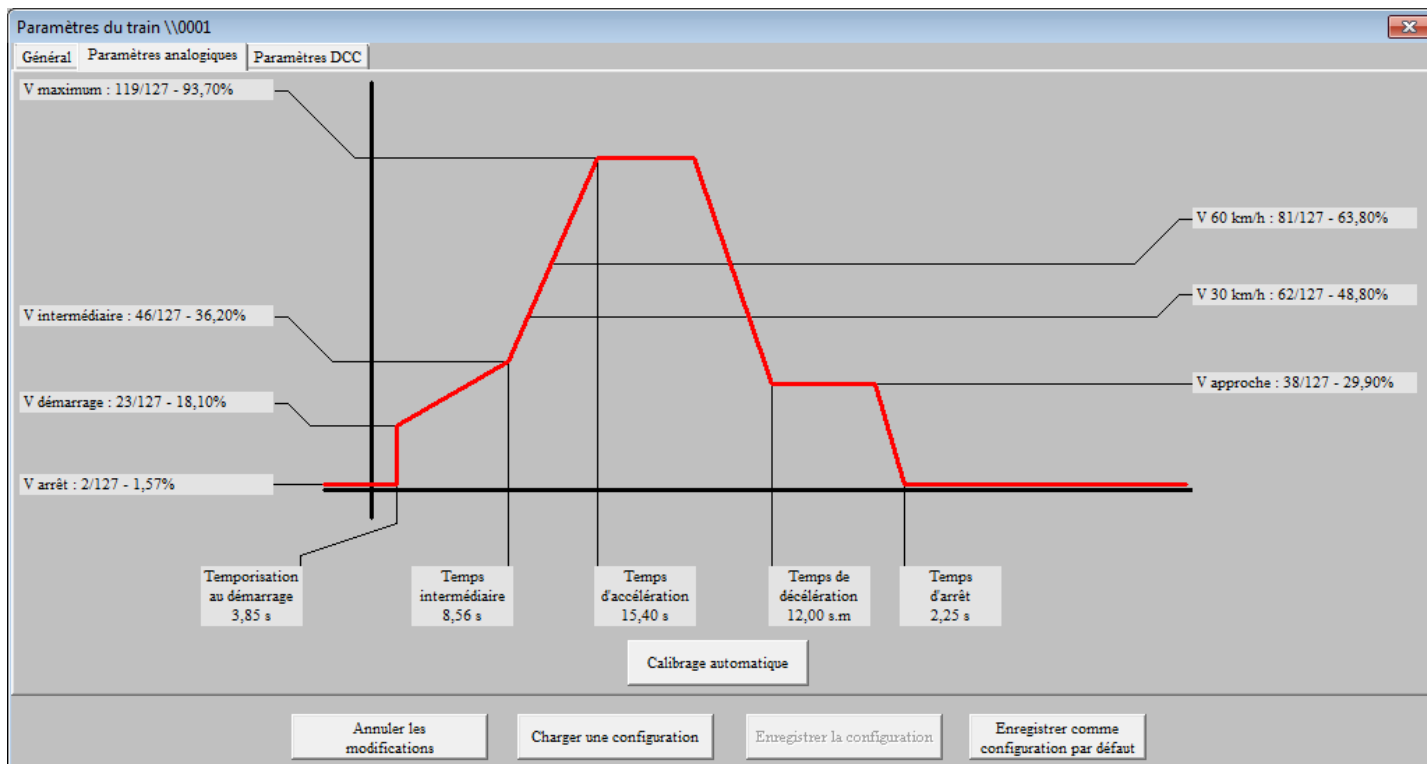 Paramètres du train \\0001
Général
Paramètres analogiques
Paramètres DCC
V maximum : 119/127 - 93,70%
V 60 km/h : 81/127 - 63,80%
V 30 km/h : 62/127 - 48,80%
V intermédiaire : 46/127 - 36,20%
V approche : 38/127 - 29,90%
V démarrage : 23/127 - 18,10%
V arrêt : 2/127 - 1,57%
Temporisation
au démarrage
3,85 s
Temps
intermédiaire
8,56 s
Temps
d'accélération
15,40 s
Temps de
décélération
12,00 s.m
Temps
d'arrêt
2,25 s
Calibrage automatique
Annuler les
modifications
Charger une configuration
Enregistrer la configuration
Enregistrer comme
configuration par défaut